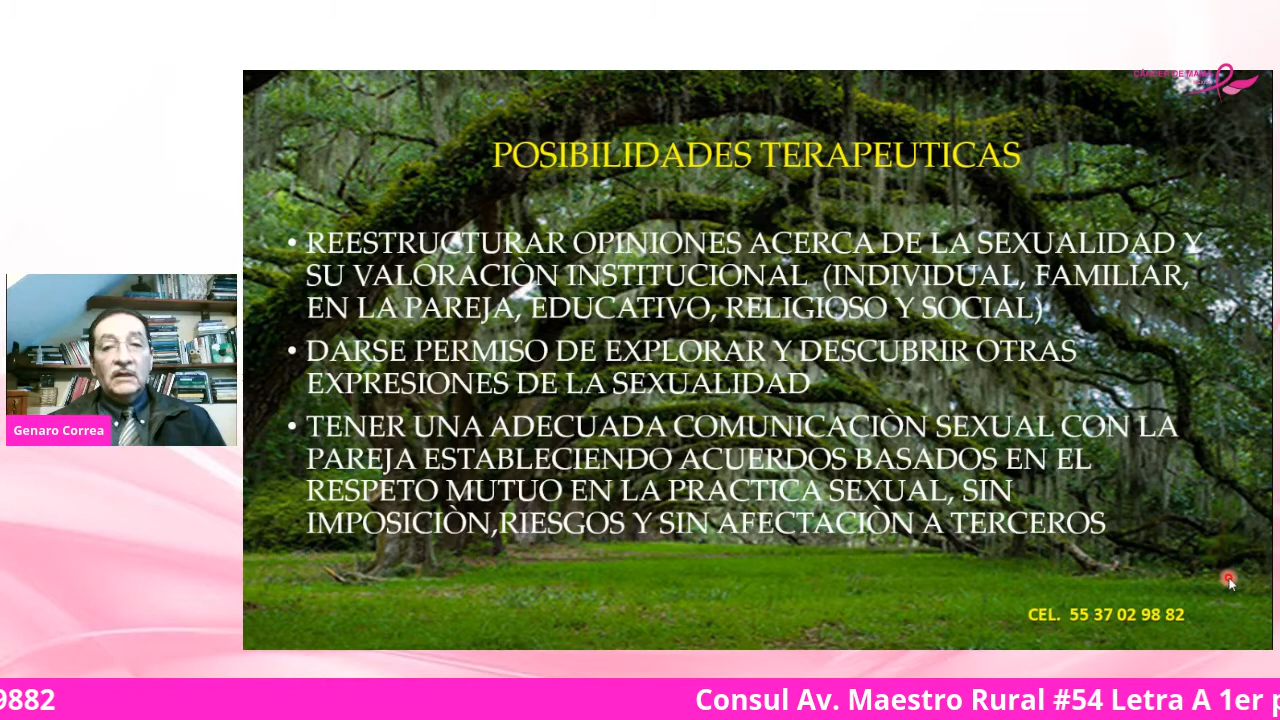 CÁNCER DE MAMA
POSIBILIDADES TERAPEUTICAS
• REESTRUCTURAR OPINIONES ACERCA DE LA SEXUALIDAD Y
SU VALORACIÒN INSTITUCIONAL (INDIVIDUAL, FAMILIAR,
EN LA PAREJA, EDUCATIVO, RELIGIOSO Y SOCIAL)
• DARSE PERMISO DE EXPLORAR Y DESCUBRIR OTRAS
EXPRESIONES DE LA SEXUALIDAD
• TENER UNA ADECUADA COMUNICACIÒN SEXUAL CON LA
PAREJA ESTABLECIENDO ACUERDOS BASADOS EN EL
RESPETO MUTUO EN LA PRACTICA SEXUAL, SIN
IMPOSICIÒN,RIESGOS Y SIN AFECTACIÒN A TERCEROS
Genaro Correa
CEL. 55 37 02 98 82
9882 Consul Av. Maestro Rural #54 Letra A 1er p